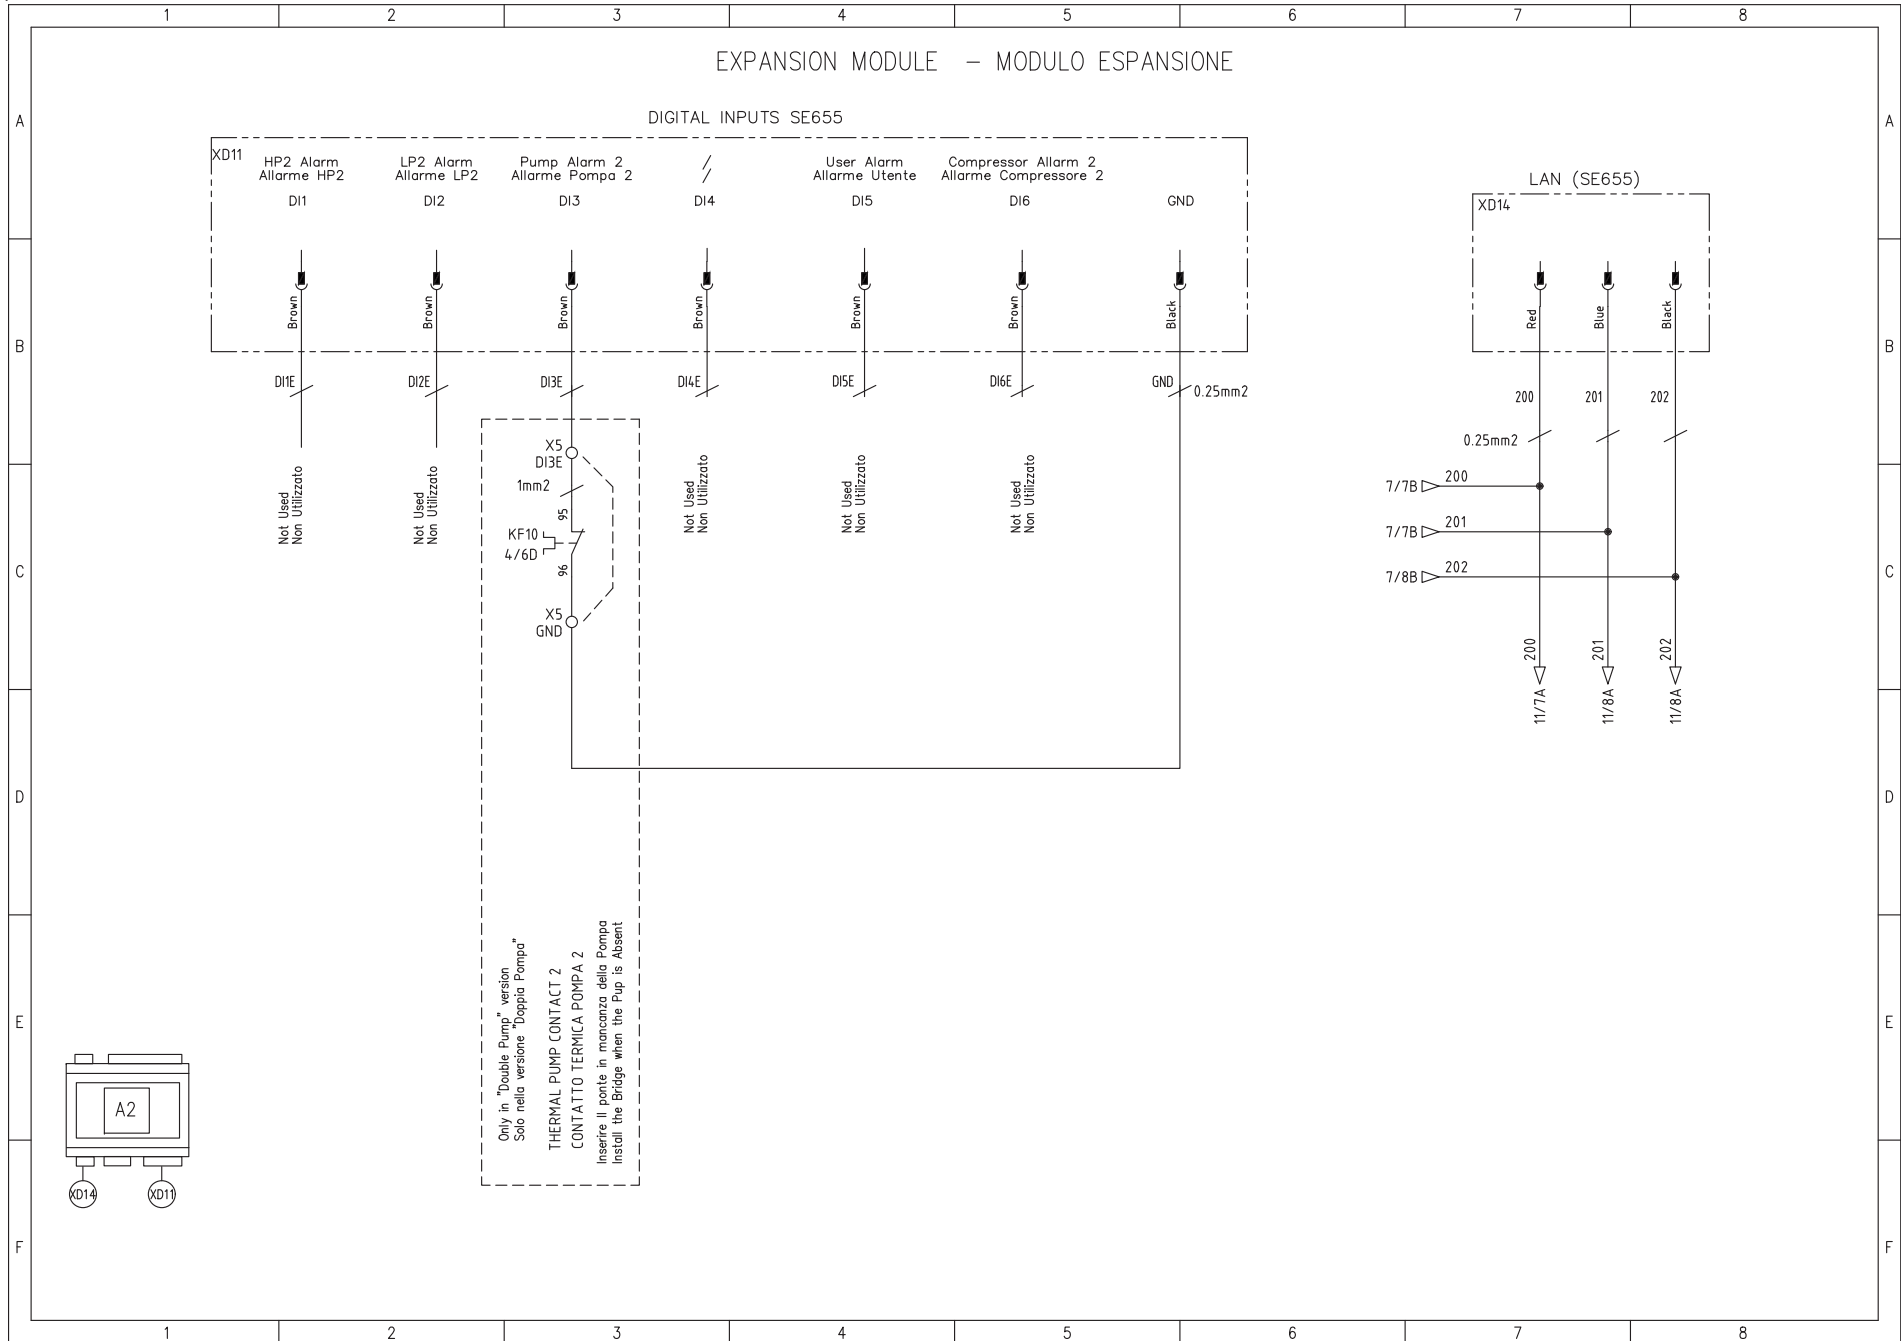 1 2 3 4 5 6 7 8
EXPANSION MODULE - MODULO ESPANSIONE
A A
DIGITAL INPUTS SE655
XD11
HP2 Alarm
Allarme HP2
DI1
LP2 Alarm
Allarme LP2
DI2
Pump Alarm 2
Allarme Pompa 2
DI3
//
DI4
User Alarm
Allarme Utente
DI5
Compressor Allarm 2
Allarme Compressore 2
DI6
GND
LAN (SE655)
XD14
Brown
Brown
Brown
Brown
Brown
Brown
Black
Red
Blue
Black
B B
DI1E
DI2E
DI3E
DI4E
DI5E
DI6E
GND
0.25mm2
200
201
202
0.25mm2
X5
DI3E
1mm2
95
KF10
4/6D
96
X5
GND
Not Used
Non Utilizzato
Not Used
Non Utilizzato
Not Used
Non Utilizzato
Not Used
Non Utilizzato
Not Used
Non Utilizzato
7/7B 200
7/7B 201
7/8B 202
C C
200
201
202
11/7A
11/8A
11/8A
D D
Only in "Double Pump" version
Solo nella versione "Doppia Pompa"
THERMAL PUMP CONTACT 2
CONTATTO TERMICA POMPA 2
Inserire Il ponte in mancanza della Pompa
Install the Bridge when the Pup is Absent
E E
A2
XD14
XD11
F F
1 2 3 4 5 6 7 8